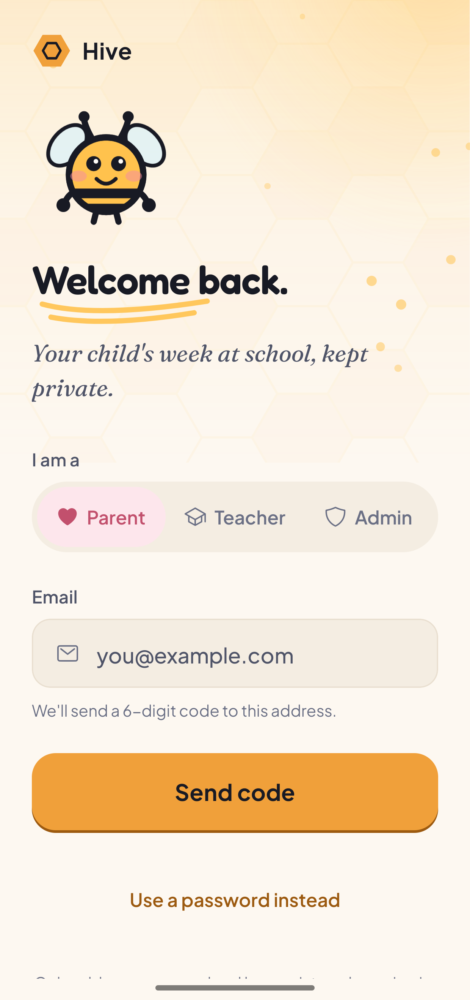 Hive
Welcome back.
Your child's week at school, kept
private.
I am a
Parent
Teacher
Admin
Email
you@example.com
We'll send a 6-digit code to this address.
Send code
Use a password instead